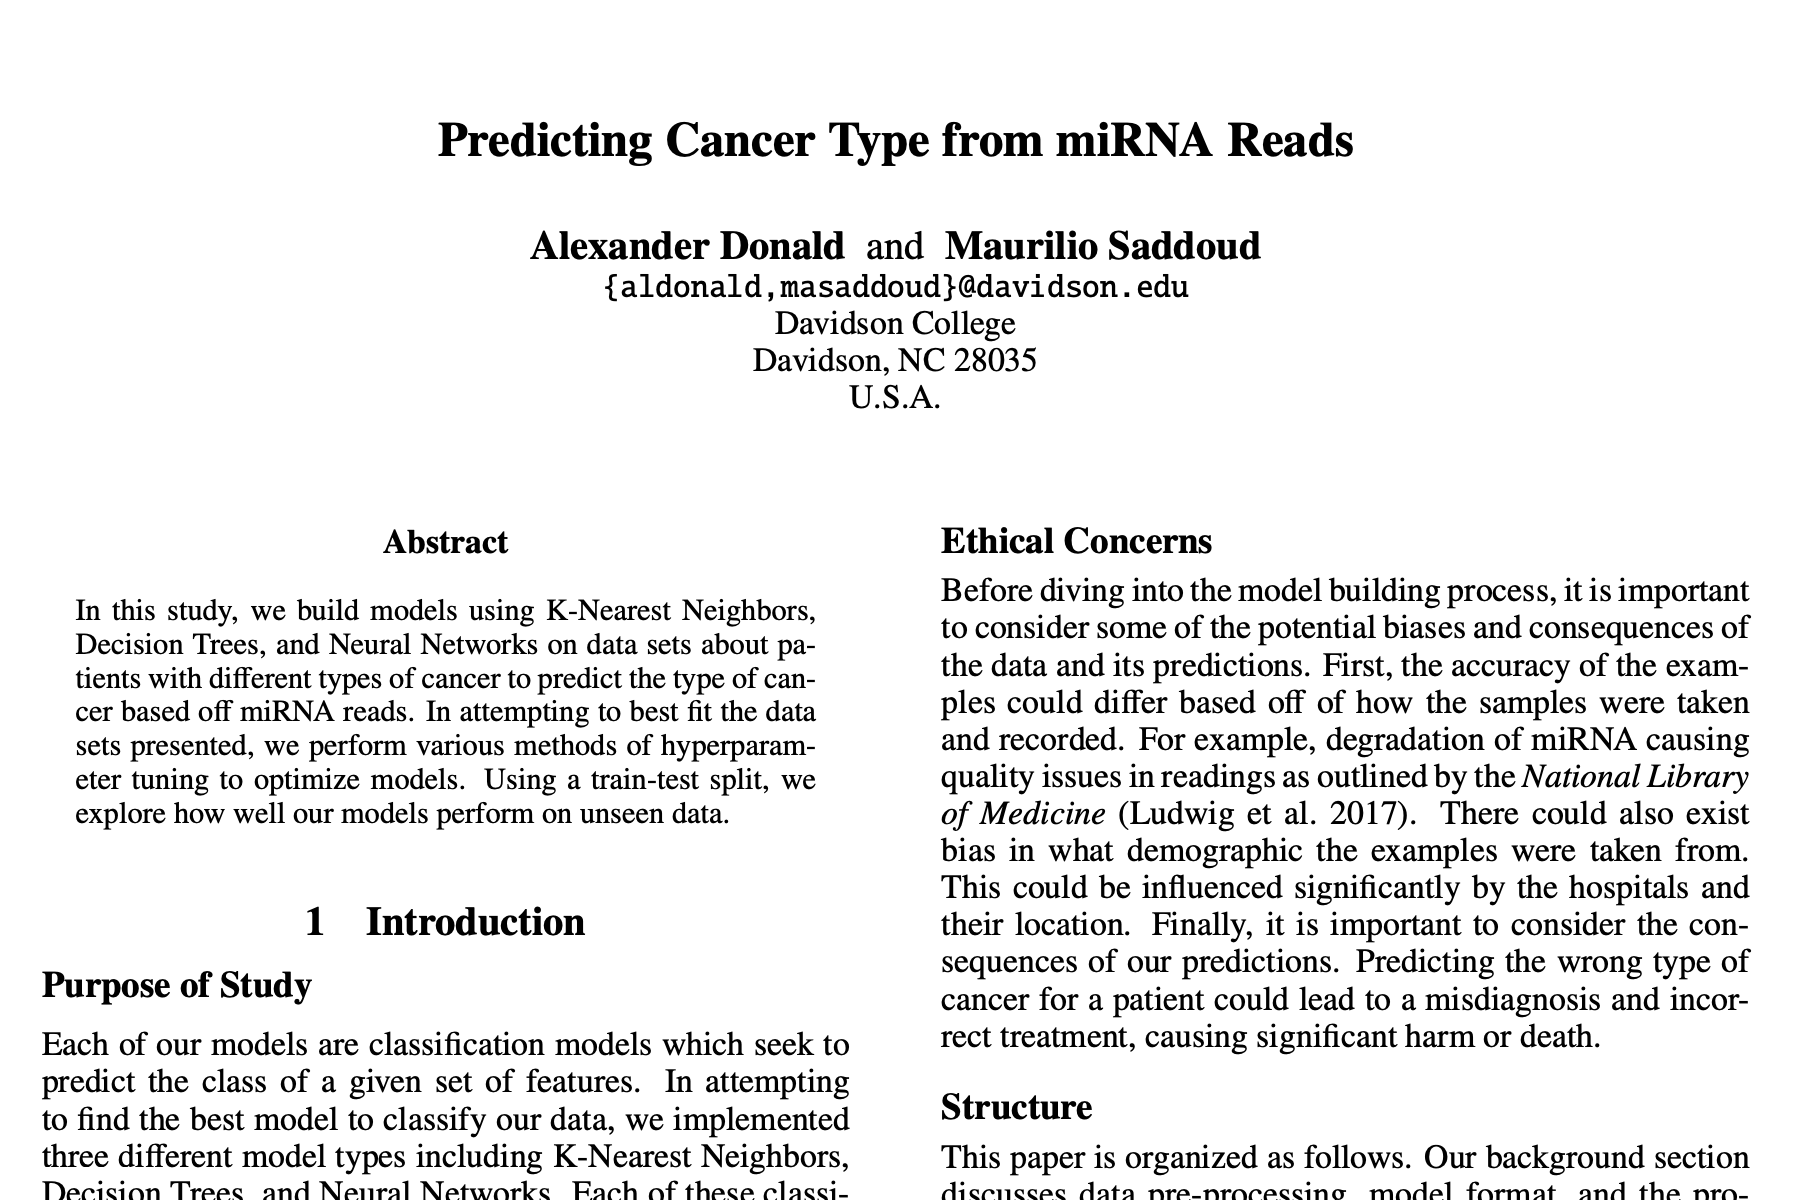 Predicting Cancer Type from miRNA Reads
Alexander Donald and Maurilio Saddoud
{aldonald,masaddoud}@davidson.edu
Davidson College
Davidson, NC 28035
U.S.A.
Abstract
In this study, we build models using K-Nearest Neighbors,
Decision Trees, and Neural Networks on data sets about pa-
tients with different types of cancer to predict the type of can-
cer based off miRNA reads. In attempting to best fit the data
sets presented, we perform various methods of hyperparam-
eter tuning to optimize models. Using a train-test split, we
explore how well our models perform on unseen data.
1 Introduction
Purpose of Study
Each of our models are classification models which seek to
predict the class of a given set of features. In attempting
to find the best model to classify our data, we implemented
three different model types including K-Nearest Neighbors,
Decision Trees, and Neural Networks. Each of these classi-
Ethical Concerns
Before diving into the model building process, it is important
to consider some of the potential biases and consequences of
the data and its predictions. First, the accuracy of the exam-
ples could differ based off of how the samples were taken
and recorded. For example, degradation of miRNA causing
quality issues in readings as outlined by the National Library
of Medicine (Ludwig et al. 2017). There could also exist
bias in what demographic the examples were taken from.
This could be influenced significantly by the hospitals and
their location. Finally, it is important to consider the con-
sequences of our predictions. Predicting the wrong type of
cancer for a patient could lead to a misdiagnosis and incor-
rect treatment, causing significant harm or death.
Structure
This paper is organized as follows. Our background section
discusses data pre-processing, model format, and the pro-